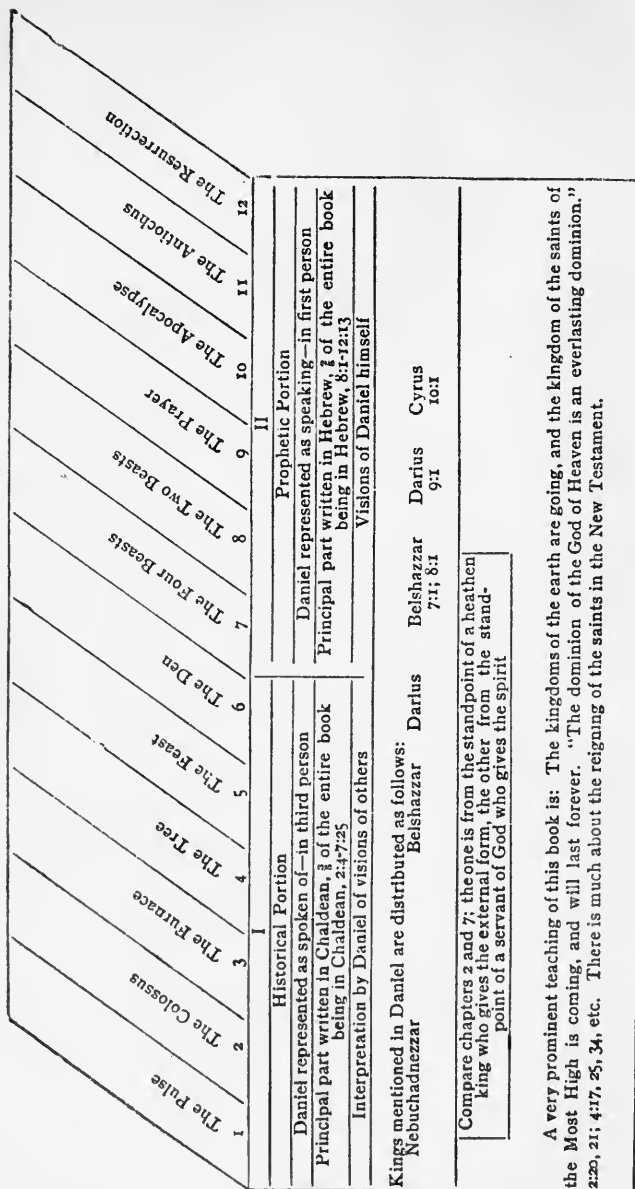 The Pulse
The Colossus
The Furnace
The Tree
The Feast
The Den
The Four Beasts
The Two Beasts
The Prayer
The Apocalypse
The Antiochus
The Resurrection
1 2 3 4 5 6 7 8 9 10 11 12
I
Historical Portion
Daniel represented as spoken of—in third person
Principal part written in Chaldean, of the entire book
being in Chaldean, 2:4-7:25
Interpretation by Daniel of visions of others
II
Prophetic Portion
Daniel represented as speaking—in first person
Principal part written in Hebrew, of the entire book
being in Hebrew, 8:1-12:13
Visions of Daniel himself
Kings mentioned in Daniel are distributed as follows:
Nebuchadnezzar Belshazzar Darius Belshazzar Darius Cyrus
7:1; 8:1 9:1 10:1
Compare chapters 2 and 7; the one is from the standpoint of a heathen
king who gives the external form, the other from the stand-
point of a servant of God who gives the spirit
A very prominent teaching of this book is: The kingdoms of the earth are going, and the kingdom of the saints of
the Most High is coming, and will last forever. "The dominion of the God of Heaven is an everlasting dominion."
2:20, 21; 4:17, 25, 34, etc. There is much about the reigning of the saints in the New Testament.